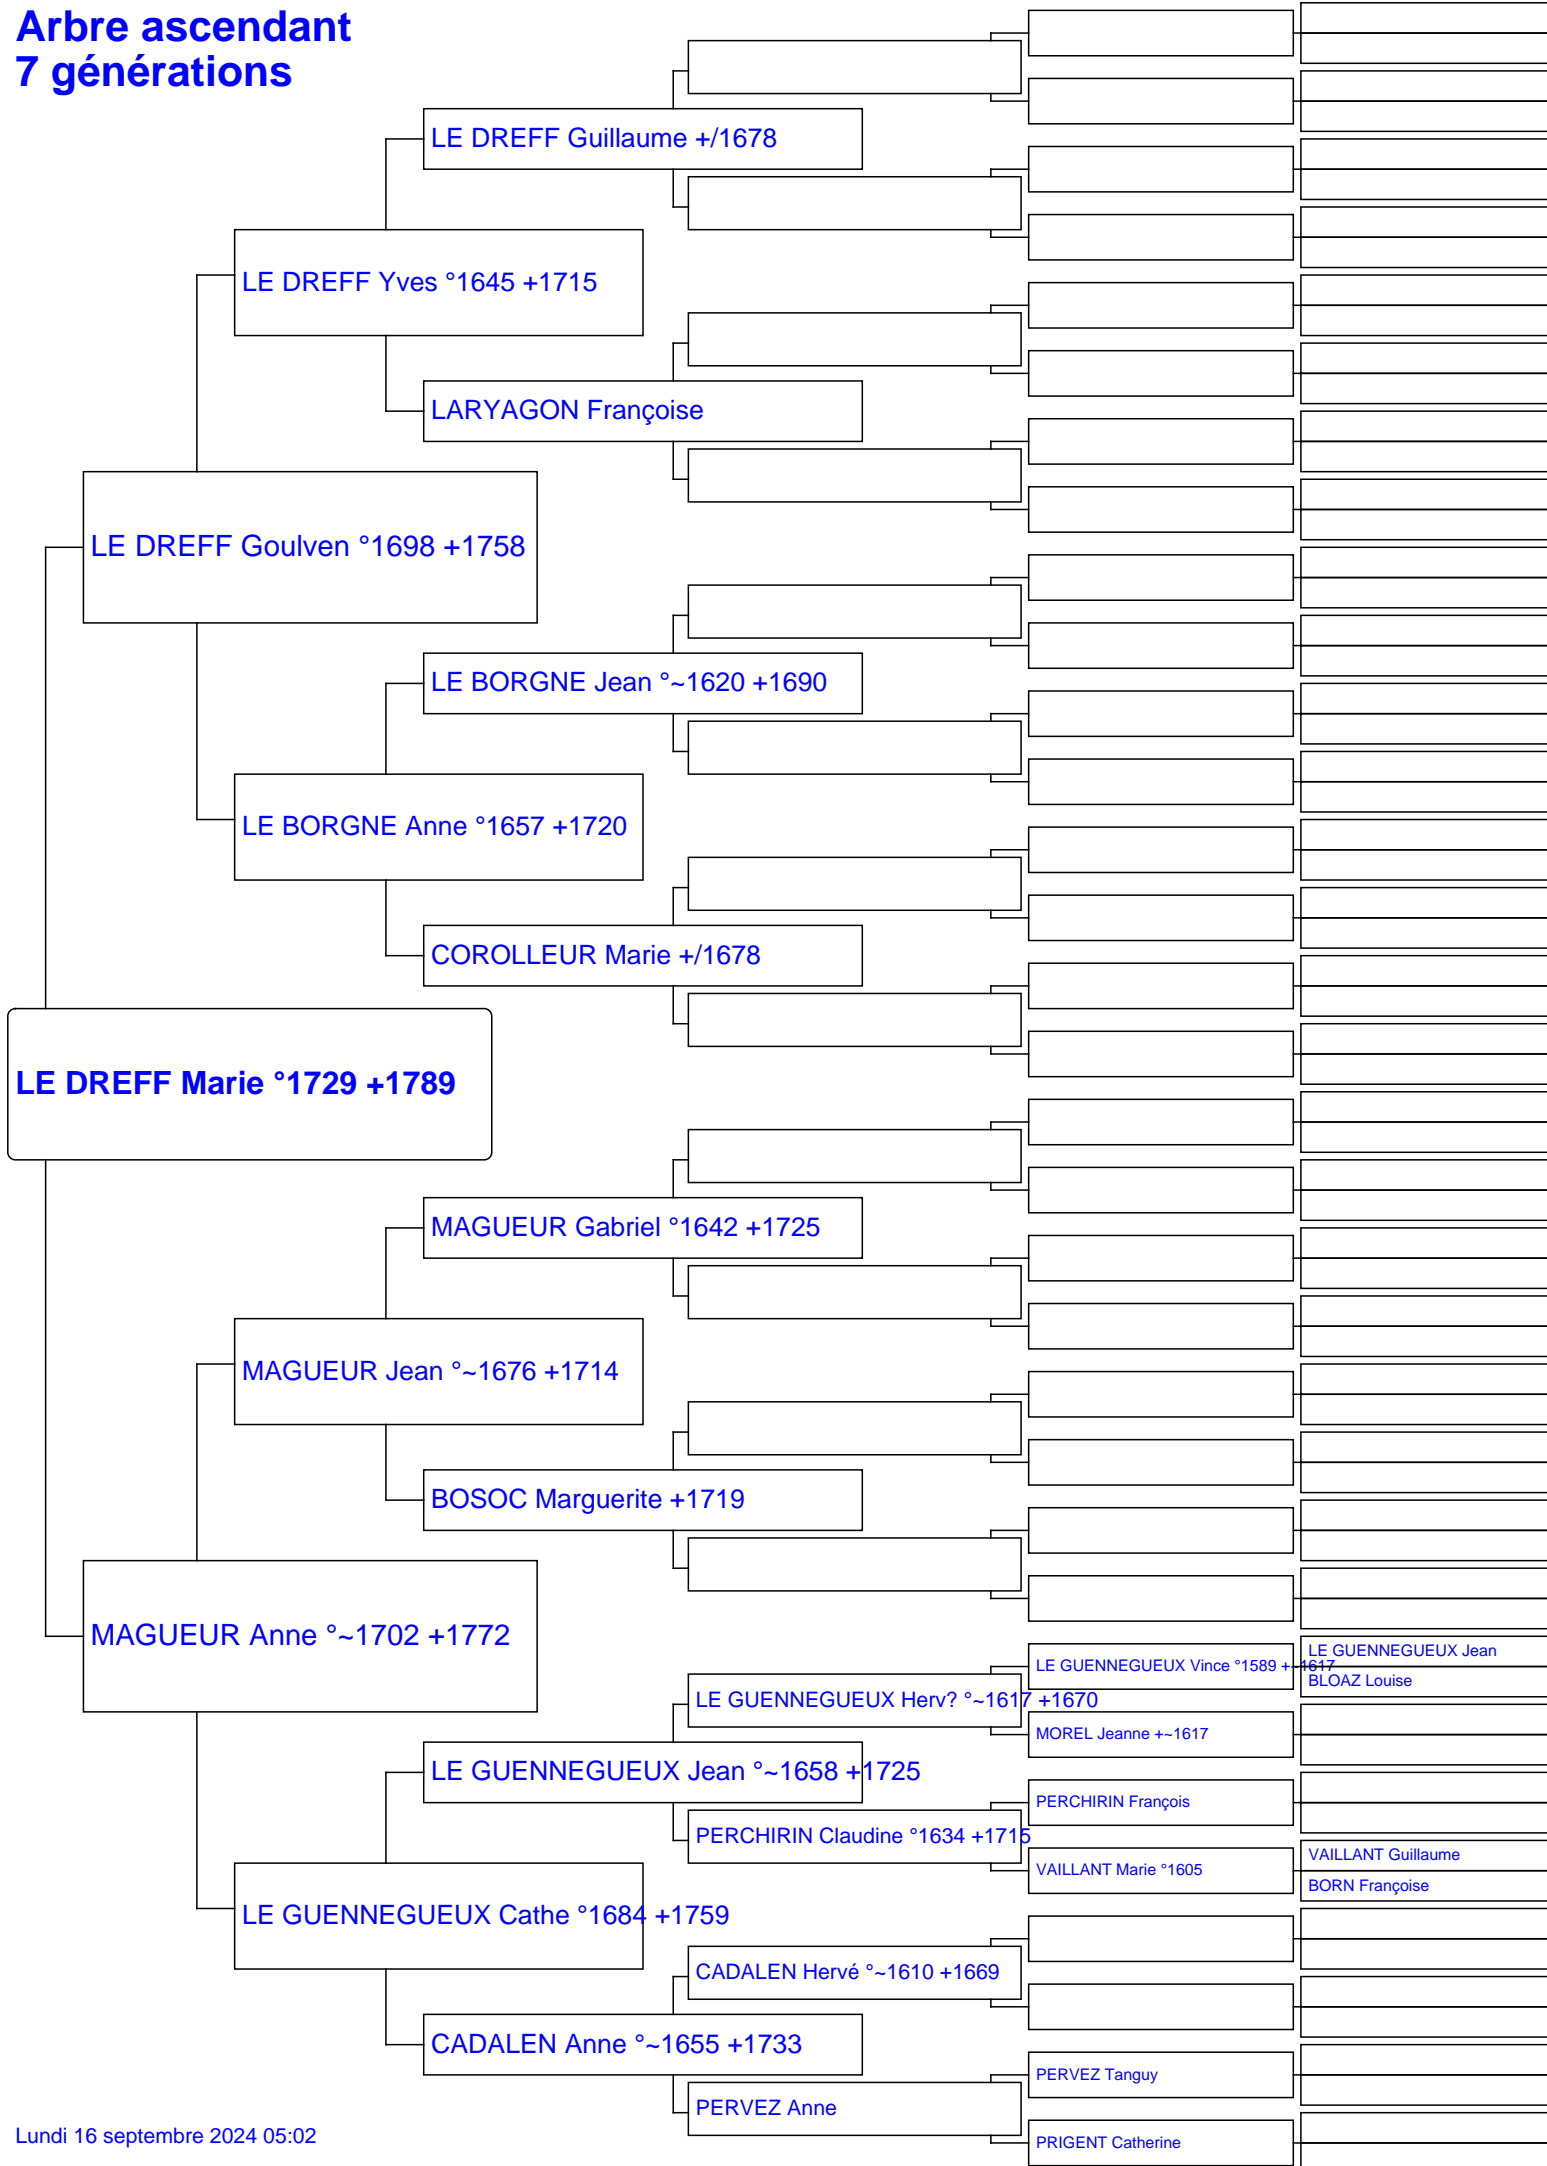 Arbre ascendant
7 générations
LE DREFF Guillaume +/1678
LE DREFF Yves °1645 +1715
LARYAGON Françoise
LE DREFF Goulven °1698 +1758
LE BORGNE Jean °~1620 +1690
LE BORGNE Anne °1657 +1720
COROLLEUR Marie +/1678
LE DREFF Marie °1729 +1789
MAGUEUR Gabriel °1642 +1725
MAGUEUR Jean °~1676 +1714
BOSOC Marguerite +1719
MAGUEUR Anne °~1702 +1772
LE GUENNEGUEUX Jean
LE GUENNEGUEUX Vince °1589 +~1617
BLOAZ Louise
LE GUENNEGUEUX Herv? °~1617 +1670
MOREL Jeanne +~1617
LE GUENNEGUEUX Jean °~1658 +1725
PERCHIRIN François
PERCHIRIN Claudine °1634 +1715
VAILLANT Guillaume
VAILLANT Marie °1605
BORN Françoise
LE GUENNEGUEUX Cathe °1684 +1759
CADALEN Hervé °~1610 +1669
CADALEN Anne °~1655 +1733
PERVEZ Tanguy
PERVEZ Anne
PRIGENT Catherine
Lundi 16 septembre 2024 05:02